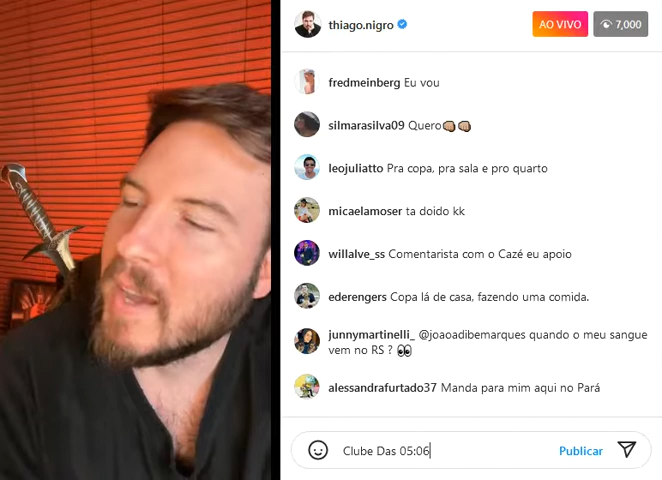 thiago.nigro
AO VIVO
7,000
fredmeinberg Eu vou
silmarasilva09 Quero👊🏼👊🏼
leojuliatto Pra copa, pra sala e pro quarto
micaelamoser ta doido kk
willalve_ss Comentarista com o Cazé eu apoio
ederengers Copa lá de casa, fazendo uma comida.
junnymartinelli_ @joaoadibemarques quando o meu sangue
vem no RS ? 👀
alessandrafurtado37 Manda para mim aqui no Pará
Clube Das 05:06
Publicar